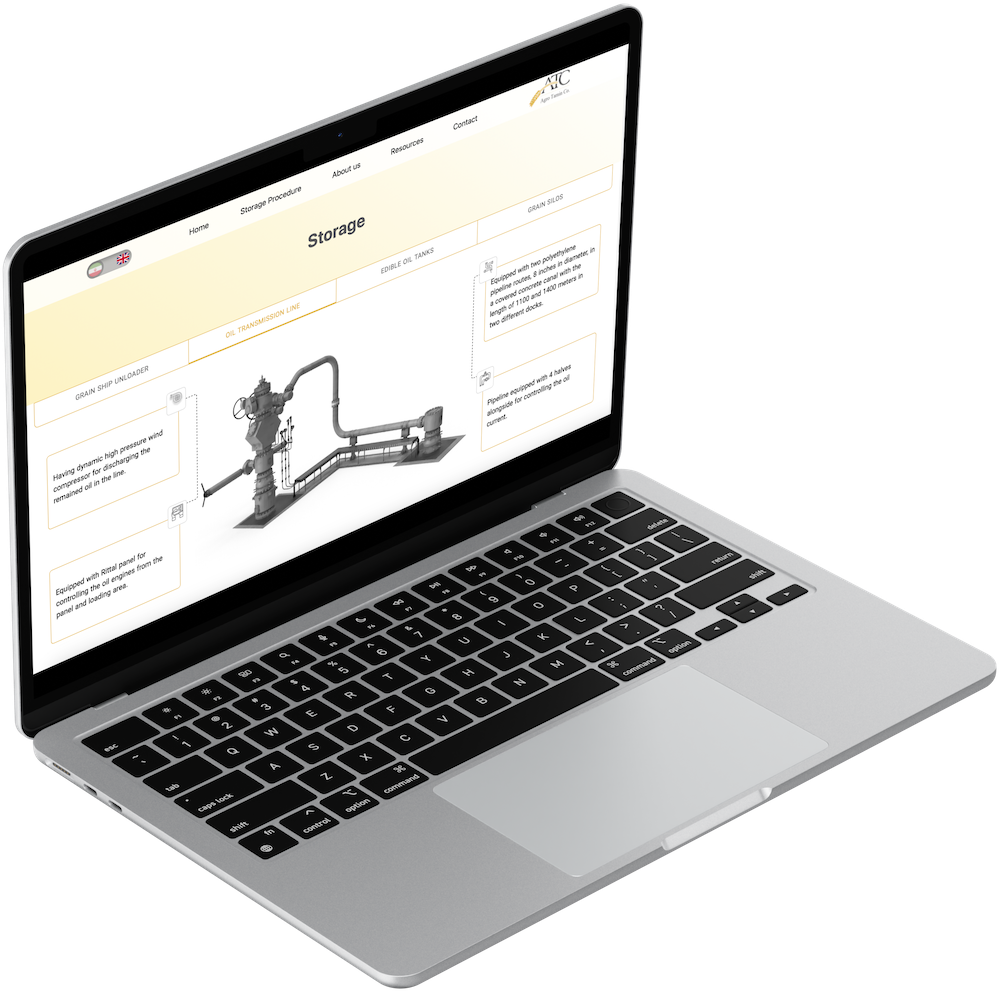 ATC
Agro Transit Co.
Home
Storage Procedure
About us
Resources
Contact
Storage
GRAIN SHIP UNLOADER
OIL TRANSMISSION LINE
EDIBLE OIL TANKS
GRAIN SILOS
Having dynamic high pressure wind
compressor for discharging the
remained oil in the line.
Equipped with Rittal panel for
controlling the oil engines from the
panel and loading area.
Equipped with two polyethylene
pipeline routes, 8 inches in diameter, in
a covered concrete canal with the
length of 1100 and 1400 meters in
two different docks.
Pipeline equipped with 4 halves
alongside for controlling the oil
current.
esc F1 F2 F3 F4 F5 F6 F7 F8 F9 F10 F11 F12
~ ` ! 1 @ 2 # 3 $ 4 % 5 ^ 6 & 7 * 8 ( 9 ) 0 _ - + = delete
tab Q W E R T Y U I O P { [ } ] | \
caps lock A S D F G H J K L : ; " ' return
shift Z X C V B N M < , > . ? / shift
fn control option command command option